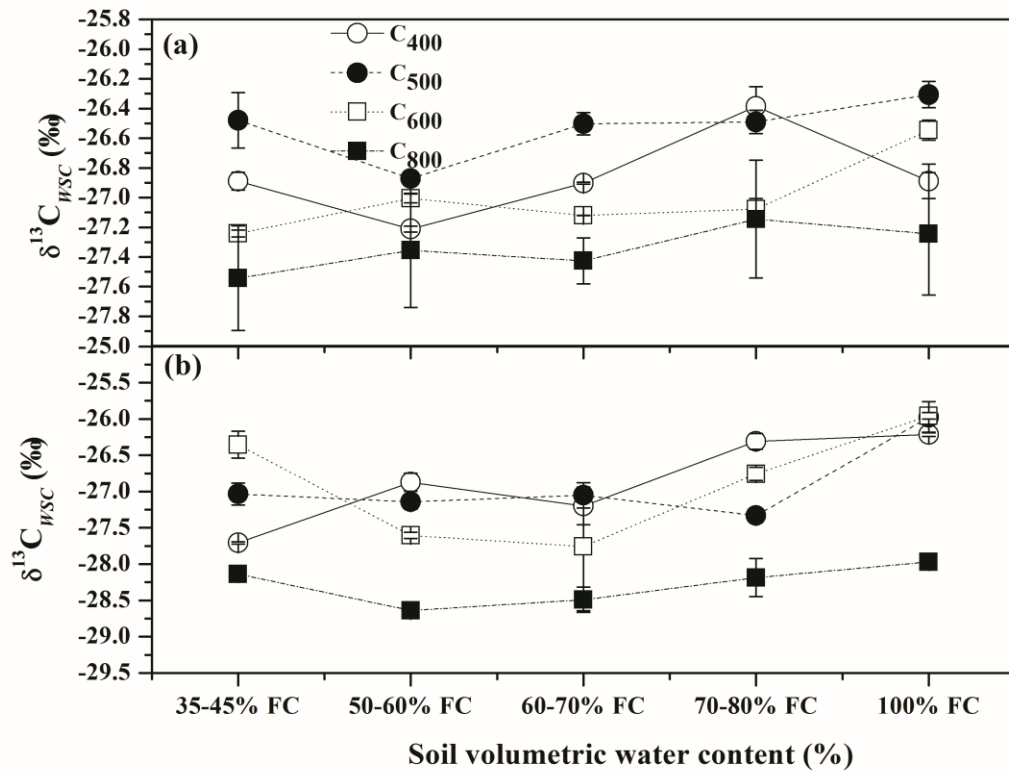 (a)
C400
C500
C600
C800
δ13CWSC (‰)
-25.8
-26.0
-26.2
-26.4
-26.6
-26.8
-27.0
-27.2
-27.4
-27.6
-27.8
-25.0
(b)
δ13CWSC (‰)
-25.5
-26.0
-26.5
-27.0
-27.5
-28.0
-28.5
-29.0
-29.5
35-45% FC 50-60% FC 60-70% FC 70-80% FC 100% FC
Soil volumetric water content (%)